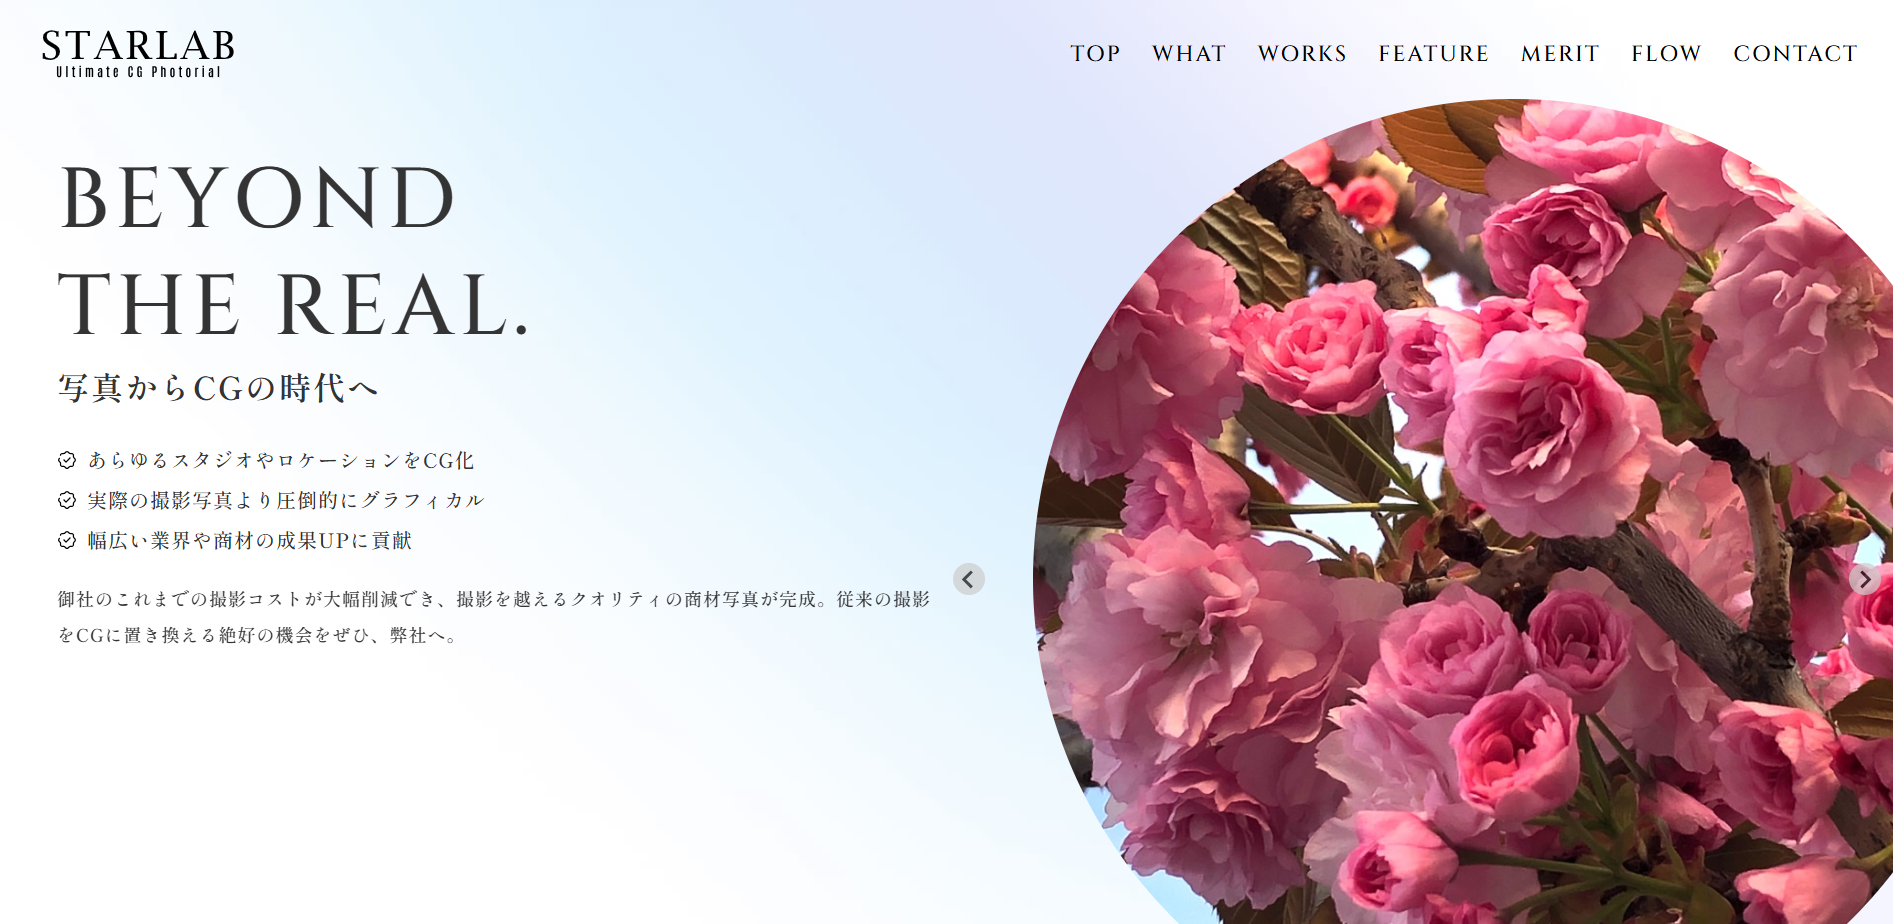 STARLAB
Ultimate CG Photorial
TOP WHAT WORKS FEATURE MERIT FLOW CONTACT
BEYOND
THE REAL.
写真からCGの時代へ
あらゆるスタジオやロケーションをCG化
実際の撮影写真より圧倒的にグラフィカル
幅広い業界や商材の成果UPに貢献
御社のこれまでの撮影コストが大幅削減でき、撮影を越えるクオリティの商材写真が完成。従来の撮影
をCGに置き換える絶好の機会をぜひ、弊社へ。